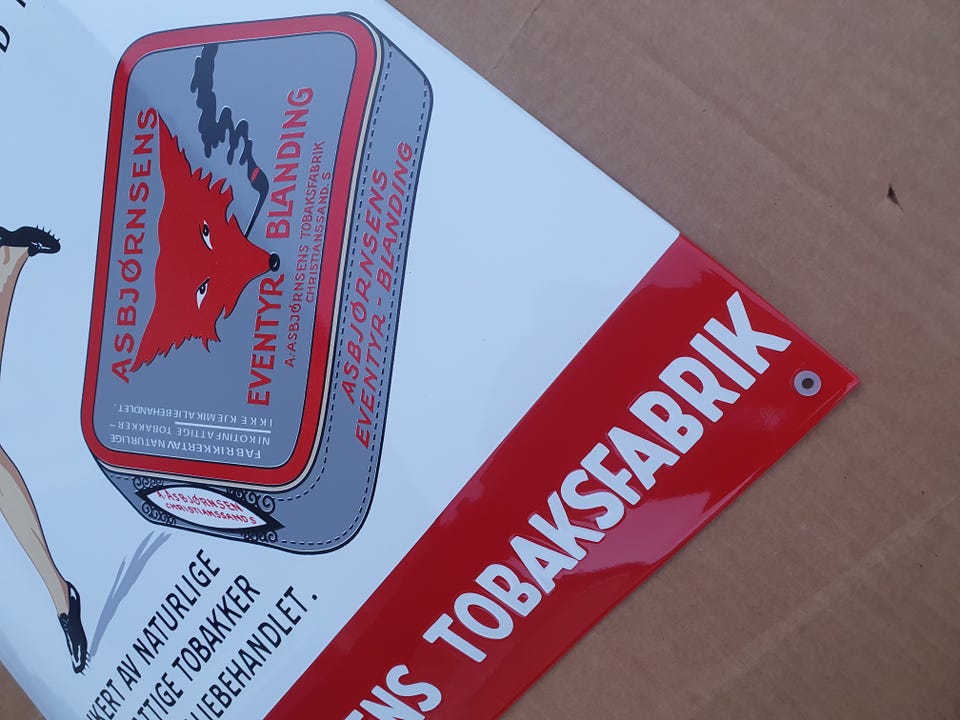 ASBJØRNSENS
EVENTYR BLANDING
A·ASBJÓRNSENS TOBAKSFABRIK
CHRISTIANSSAND.S
FABRIKKERT AV NATURLIGE
NIKOTINFATTIGE TOBAKKER –
IKKE KJEMIKALIEBEHANDLET.
ASBJØRNSENS
EVENTYR - BLANDING
A·ASBJØRNSEN
CHRISTIANSSAND S
KERT AV NATURLIGE
TTIGE TOBAKKER
LIEBEHANDLET.
ENS TOBAKSFABRIK